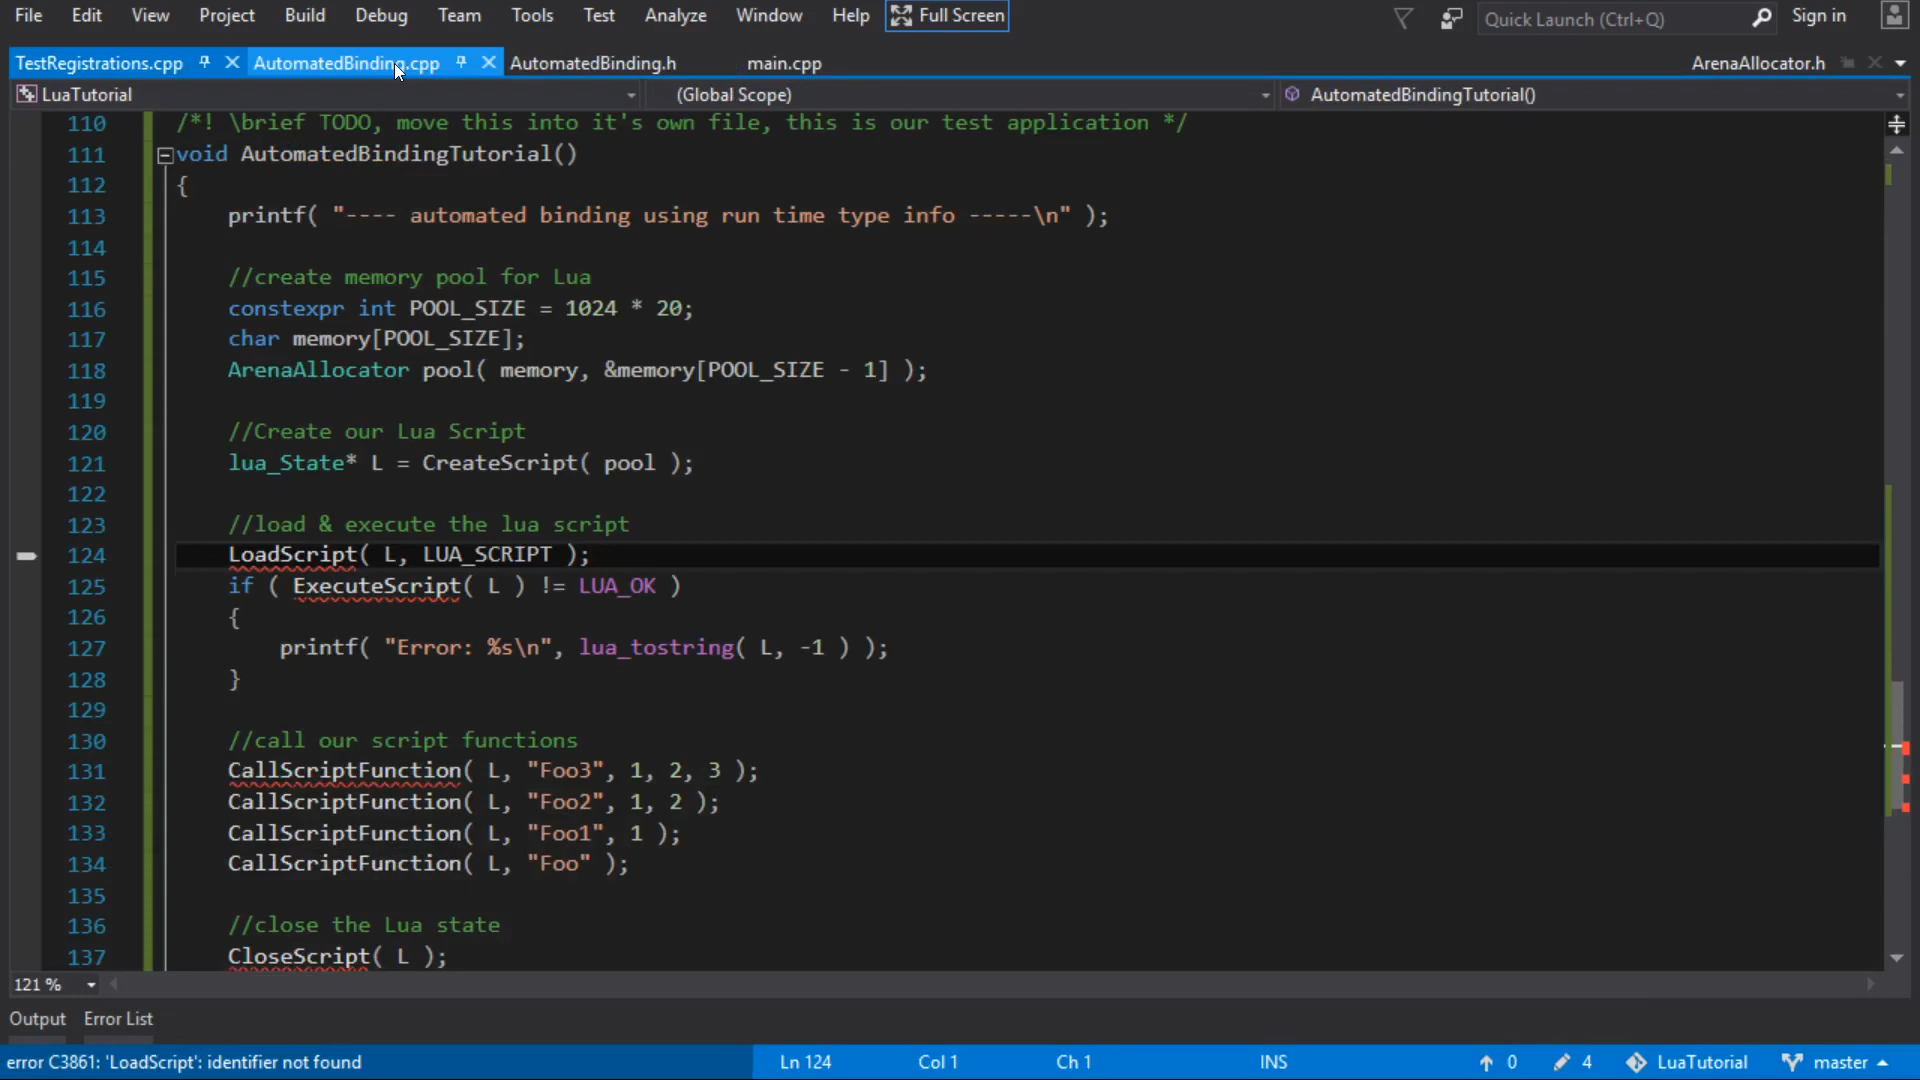 File Edit View Project Build Debug Team Tools Test Analyze Window Help Full Screen Quick Launch (Ctrl+Q) Sign in
TestRegistrations.cpp AutomatedBinding.cpp AutomatedBinding.h main.cpp ArenaAllocator.h
LuaTutorial (Global Scope) AutomatedBindingTutorial()
110 /*! \brief TODO, move this into it's own file, this is our test application */
111 void AutomatedBindingTutorial()
112 {
113 printf( "---- automated binding using run time type info -----\n" );
114
115 //create memory pool for Lua
116 constexpr int POOL_SIZE = 1024 * 20;
117 char memory[POOL_SIZE];
118 ArenaAllocator pool( memory, &memory[POOL_SIZE - 1] );
119
120 //Create our Lua Script
121 lua_State* L = CreateScript( pool );
122
123 //load & execute the lua script
124 LoadScript( L, LUA_SCRIPT );
125 if ( ExecuteScript( L ) != LUA_OK )
126 {
127 printf( "Error: %s\n", lua_tostring( L, -1 ) );
128 }
129
130 //call our script functions
131 CallScriptFunction( L, "Foo3", 1, 2, 3 );
132 CallScriptFunction( L, "Foo2", 1, 2 );
133 CallScriptFunction( L, "Foo1", 1 );
134 CallScriptFunction( L, "Foo" );
135
136 //close the Lua state
137 CloseScript( L );
121 %
Output Error List
error C3861: 'LoadScript': identifier not found Ln 124 Col 1 Ch 1 INS 0 4 LuaTutorial master